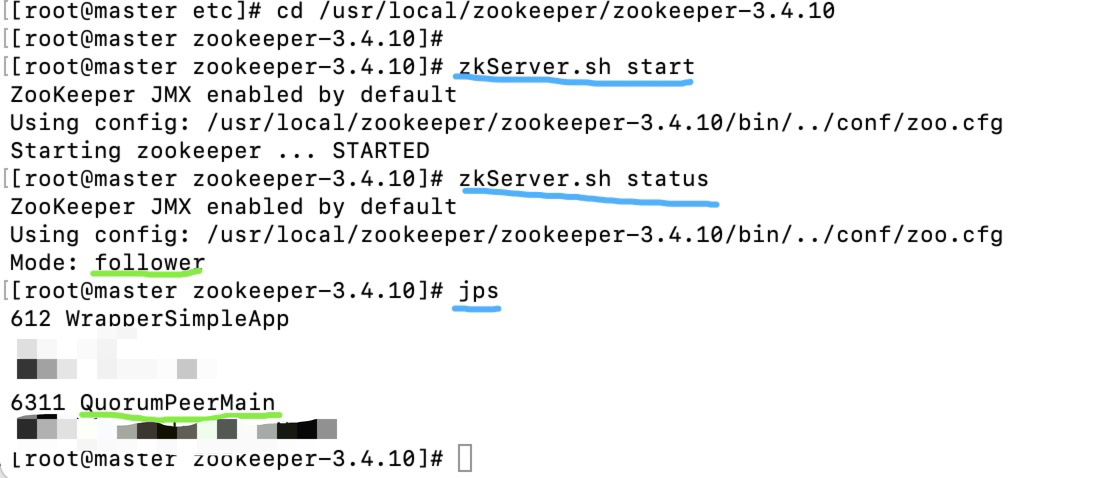 [[root@master etc]# cd /usr/local/zookeeper/zookeeper-3.4.10
[[root@master zookeeper-3.4.10]#
[[root@master zookeeper-3.4.10]# zkServer.sh start
ZooKeeper JMX enabled by default
Using config: /usr/local/zookeeper/zookeeper-3.4.10/bin/../conf/zoo.cfg
Starting zookeeper ... STARTED
[[root@master zookeeper-3.4.10]# zkServer.sh status
ZooKeeper JMX enabled by default
Using config: /usr/local/zookeeper/zookeeper-3.4.10/bin/../conf/zoo.cfg
Mode: follower
[[root@master zookeeper-3.4.10]# jps
612 WrapperSimpleApp
6311 QuorumPeerMain
[root@master zookeeper-3.4.10]#